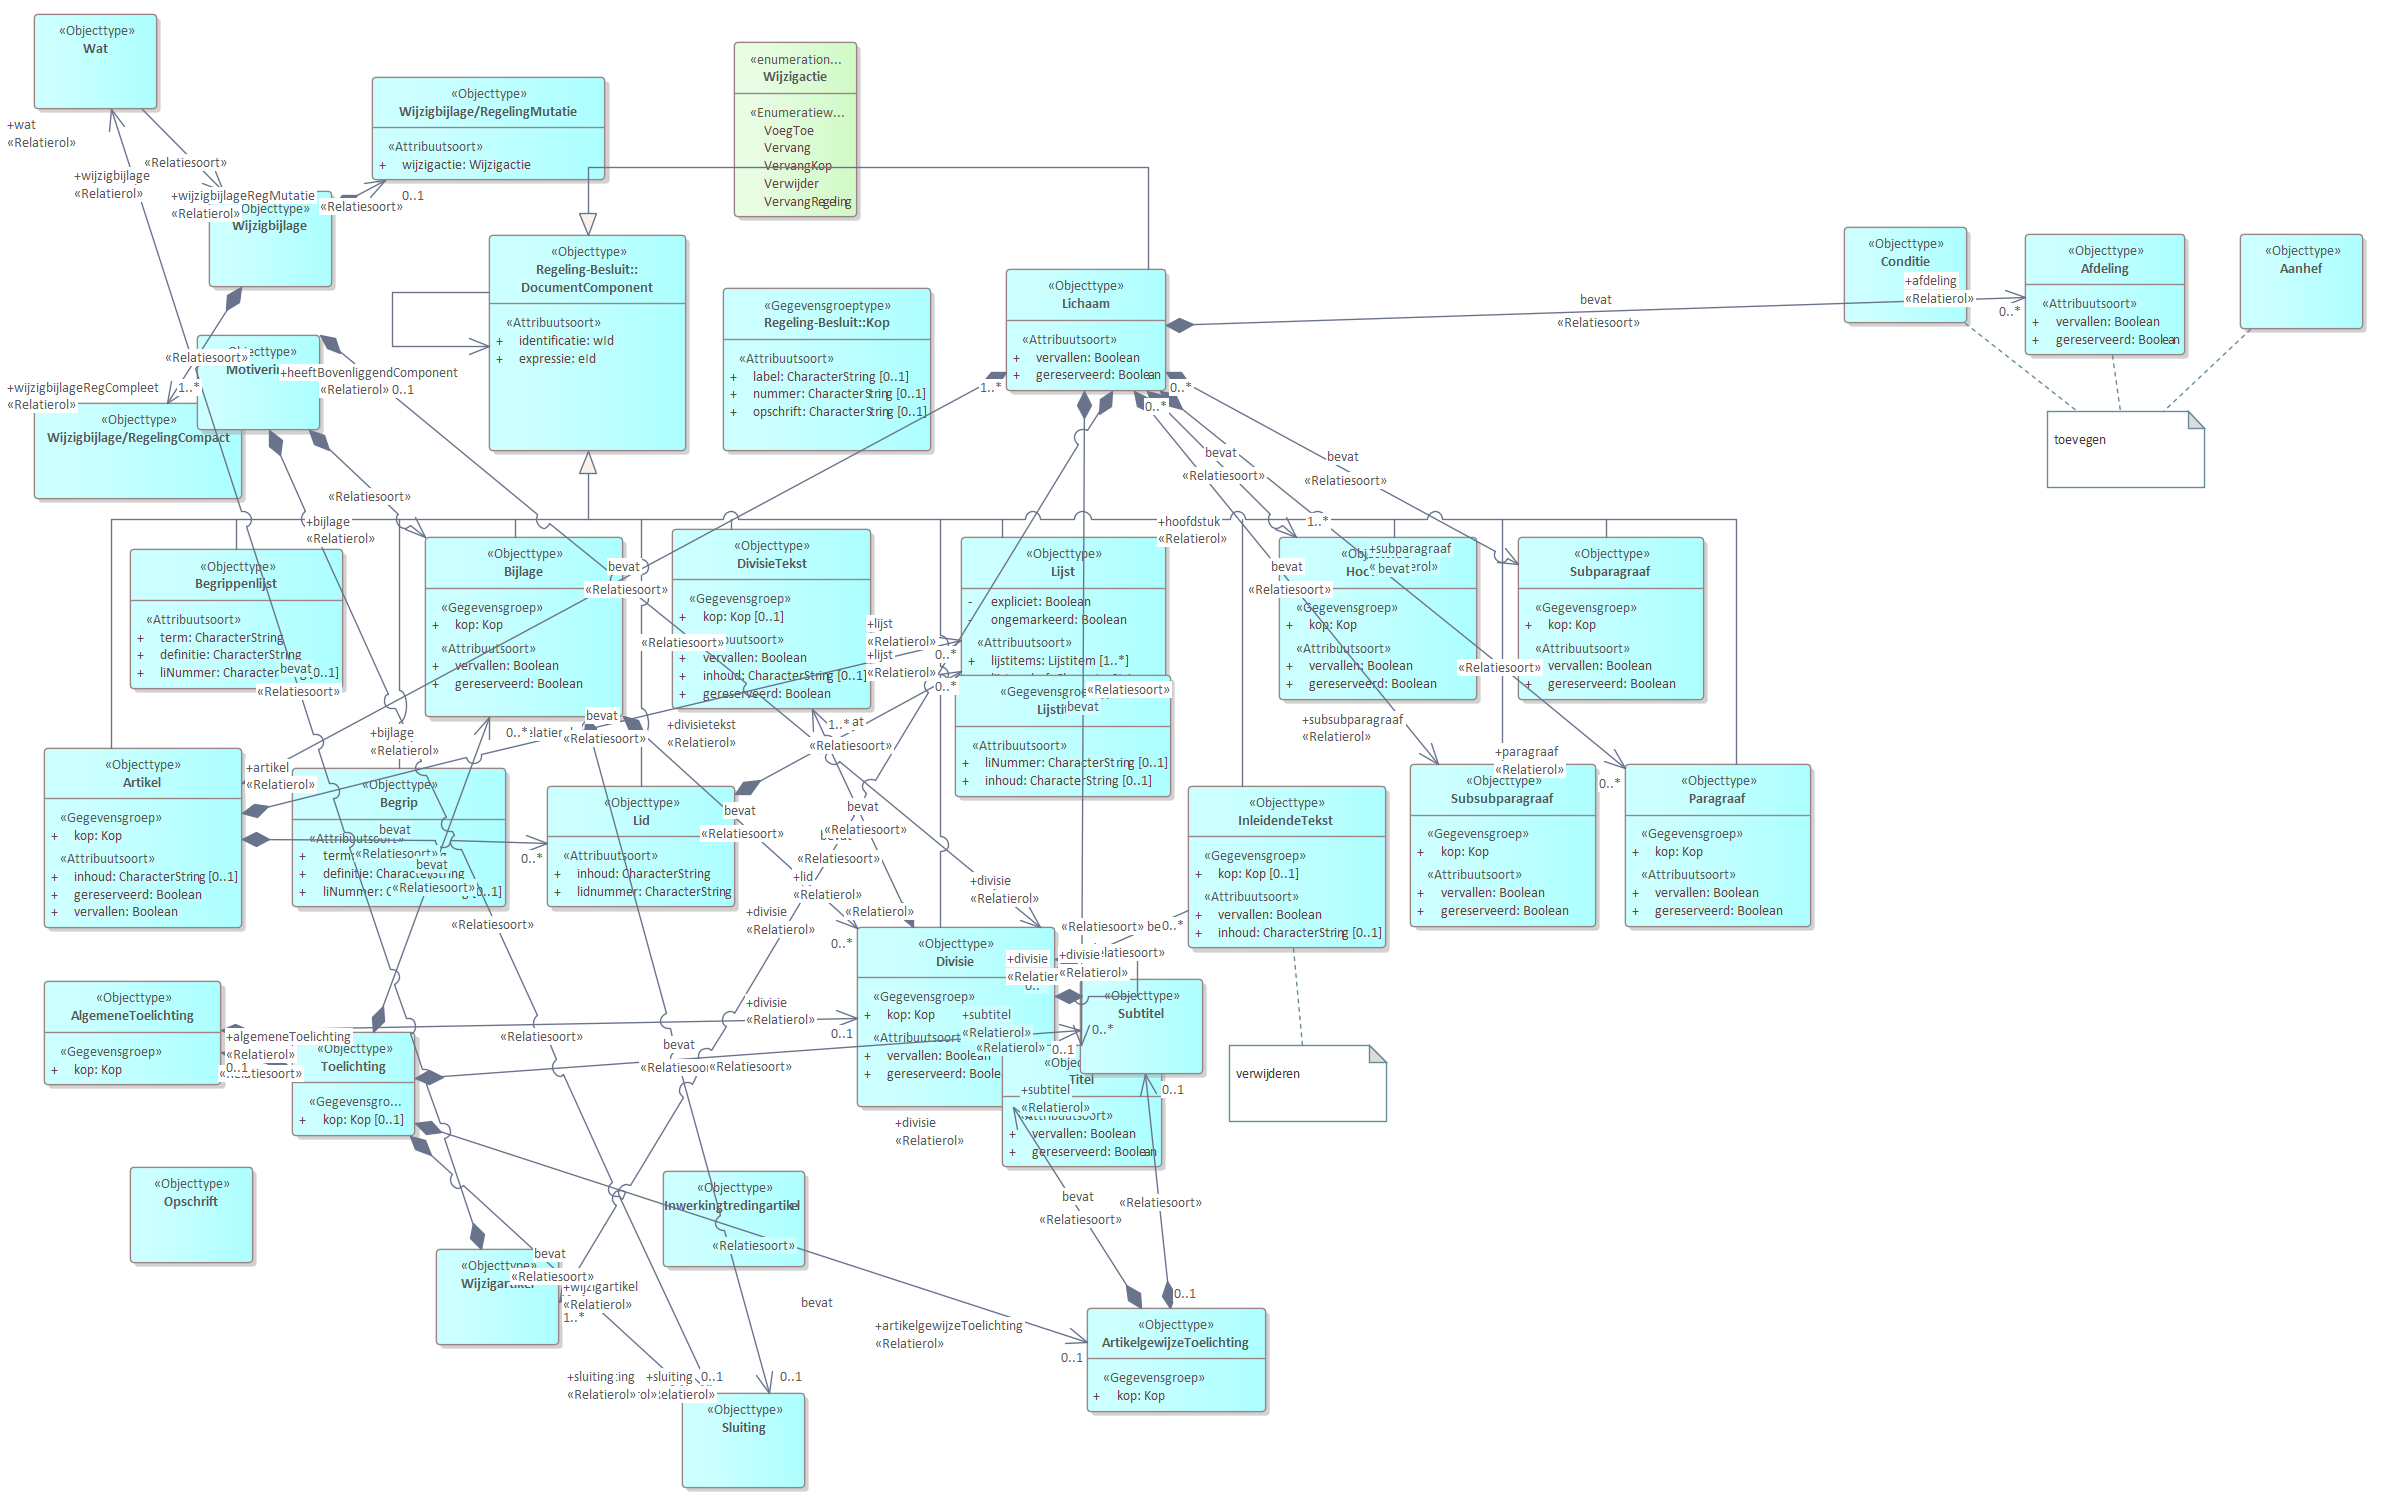 «Objecttype»
Wat
+wat
«Relatierol»
«Relatiesoort»
+wijzigbijlage
«Relatierol»
«Objecttype»
Wijzigbijlage/RegelingMutatie
«Attribuutsoort»
+ wijzigactie: Wijzigactie
0..1
+wijzigbijlageRegMutatie
«Relatierol»
«Relatiesoort»
Objecttype»
Wijzigbijlage
«enumeration...
Wijzigactie
«Enumeratiew...
VoegToe
Vervang
VervangKop
Verwijder
VervangRegeling
«Objecttype»
Regeling-Besluit::
DocumentComponent
«Attribuutsoort»
+ identificatie: wId
+ expressie: eId
«Gegevensgroeptype»
Regeling-Besluit::Kop
«Attribuutsoort»
+ label: CharacterString [0..1]
+ nummer: CharacterString [0..1]
+ opschrift: CharacterString [0..1]
«Objecttype»
Lichaam
«Attribuutsoort»
+ vervallen: Boolean
+ gereserveerd: Boolean
1..*
0..*
0..*
bevat
«Relatiesoort»
«Objecttype»
Conditie
+afdeling
«Relatierol»
0..*
«Objecttype»
Afdeling
«Attribuutsoort»
+ vervallen: Boolean
+ gereserveerd: Boolean
«Objecttype»
Aanhef
toevegen
«Relatiesoort»
bjecttype»
Motiverin
+heeftBovenliggendComponent
«Relatierol» 0..1
+wijzigbijlageRegCompleet
«Relatierol»
1..*
«Objecttype»
Wijzigbijlage/RegelingCompact
«Relatiesoort»
+bijlage
«Relatierol»
bevat
«Relatiesoort»
bevat
«Relatiesoort»
+hoofdstuk
«Relatierol»
1..*
bevat
«Relatiesoort»
«Objecttype»
Begrippenlijst
«Attribuutsoort»
+ term: CharacterString
+ definitie: CharacterString
+ liNummer: Character
[0..1]
bevat
«Relatiesoort»
«Objecttype»
Bijlage
«Gegevensgroep»
+ kop: Kop
«Attribuutsoort»
+ vervallen: Boolean
+ gereserveerd: Boolean
bevat
«Relatiesoort»
«Objecttype»
DivisieTekst
«Gegevensgroep»
+ kop: Kop [0..1]
«Relatiesoort»
buutsoort»
+ vervallen: Boolean
+ inhoud: CharacterString [0..1]
+ gereserveerd: Boolean
+lijst
«Relatierol»
+lijst
«Relatierol»
0..*
0..*
«Objecttype»
Lijst
- expliciet: Boolean
- ongemarkeerd: Boolean
«Attribuutsoort»
+ lijstitems: Lijstitem [1..*]
«Gegevensgroe
Lijsti
«Relatiesoort»
bevat
«Attribuutsoort»
+ liNummer: CharacterString [0..1]
+ inhoud: CharacterString [0..1]
Hoo
+subparagraaf
bevat
erol»
«Gegevensgroep»
+ kop: Kop
«Attribuutsoort»
+ vervallen: Boolean
+ gereserveerd: Boolean
«Objecttype»
Subparagraaf
«Gegevensgroep»
+ kop: Kop
«Attribuutsoort»
+ vervallen: Boolean
+ gereserveerd: Boolean
«Relatiesoort»
+subsubparagraaf
«Relatierol»
+paragraaf
«Relatierol»
0..*
«Objecttype»
Artikel
«Gegevensgroep»
+ kop: Kop
«Attribuutsoort»
+ inhoud: CharacterString [0..1]
+ gereserveerd: Boolean
+ vervallen: Boolean
+artikel
«Relatierol»
+bijlage
«Relatierol»
0..*
bevat
«Relatiesoort»
+divisietekst
«Relatierol»
1..*
at
«Relatiesoort»
«Objecttype»
Begrip
«Attribuutsoort»
+ term:
+ definitie: CharacterString
+ liNummer: C
0..1]
bevat
«Relatiesoort»
bevat
«Relatiesoort»
0..*
«Objecttype»
Lid
«Attribuutsoort»
+ inhoud: CharacterString
+ lidnummer: CharacterString
bevat
«Relatiesoort»
bevat
«Relatiesoort»
bevat
«Relatiesoort»
+lid
«Relatierol»
«Relatierol»
+divisie
«Relatierol»
0..*
+divisie
«Relatierol»
«Relatiesoort»
«Objecttype»
InleidendeTekst
«Gegevensgroep»
+ kop: Kop [0..1]
«Attribuutsoort»
+ vervallen: Boolean
+ inhoud: CharacterString [0..1]
«Objecttype»
Subsubparagraaf
«Gegevensgroep»
+ kop: Kop
«Attribuutsoort»
+ vervallen: Boolean
+ gereserveerd: Boolean
«Objecttype»
Paragraaf
«Gegevensgroep»
+ kop: Kop
«Attribuutsoort»
+ vervallen: Boolean
+ gereserveerd: Boolean
«Relatiesoort»
be
0..*
«Objecttype»
Divisie
«Gegevensgroep»
+ kop: Kop
«Attribuutsoort»
+ vervallen: Boolean
+ gereserveerd: Boole
+divisie
«Relatier
+divisie
«Relatierol»
elatiesoort»
«Objecttype»
Subtitel
0..*
+subtitel
«Relatierol»
«Relatiesoort»
0..1
Titel
+subtitel
«Relatierol»
0..1
+ vervallen: Boolean
+ gereserveerd: Boolean
verwijderen
«Objecttype»
AlgemeneToelichting
«Gegevensgroep»
+ kop: Kop
+algemeneToelichting
«Relatierol»
0..1
«Relatiesoort»
«Objecttype»
Toelichting
«Gegevensgro...
+ kop: Kop [0..1]
«Relatiesoort»
+divisie
«Relatierol»
0..1
bevat
«Relatiesoor
«Relatiesoort»
+divisie
«Relatierol»
«Objecttype»
Opschrift
«Objecttype»
Inwerkingtredingartikel
«Relatiesoort»
bevat
«Relatiesoort»
«Relatiesoort»
«Objecttype»
Wijzigartikel
bevat
«Relatiesoort»
+wijzigartikel
«Relatierol»
1..*
bevat
+artikelgewijzeToelichting
«Relatierol»
0..1
0..1
«Objecttype»
ArtikelgewijzeToelichting
«Gegevensgroep»
+ kop: Kop
+sluiting
«Relatierol»
+sluiting
elatierol»
0..1
0..1
«Objecttype»
Sluiting